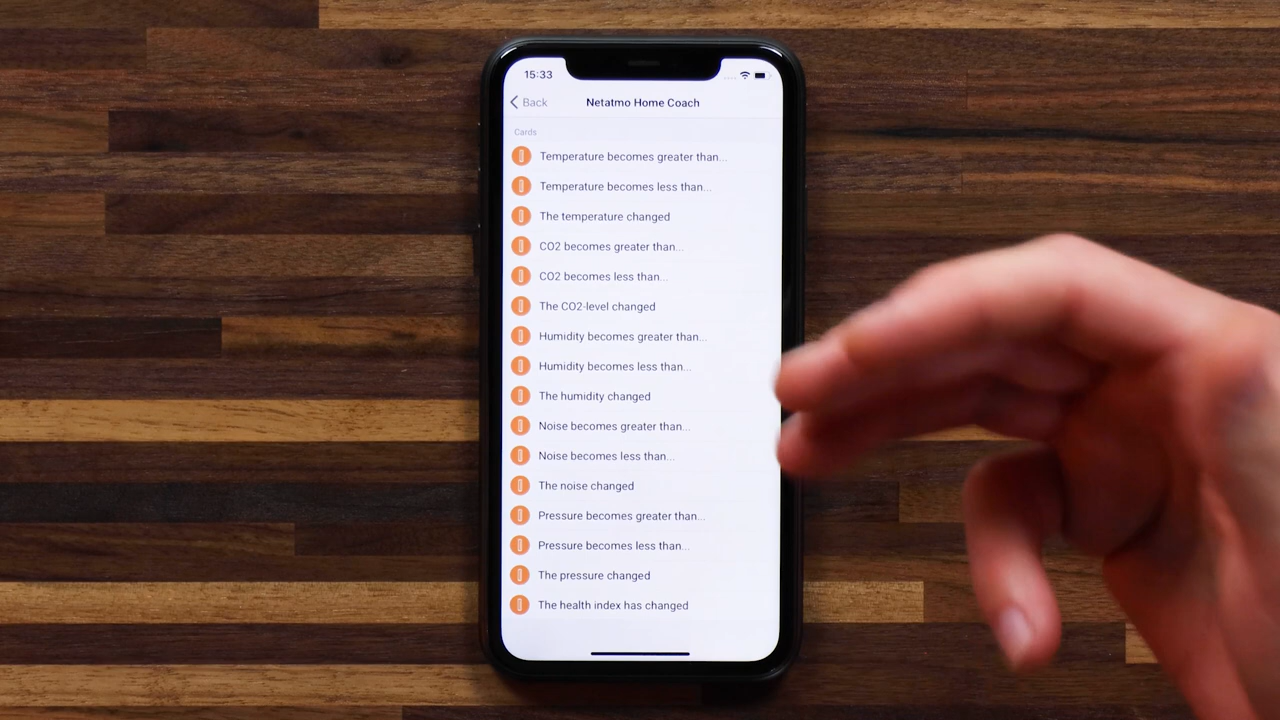 15:33
Back
Netatmo Home Coach
Cards
Temperature becomes greater than...
Temperature becomes less than...
The temperature changed
CO2 becomes greater than...
CO2 becomes less than...
The CO2-level changed
Humidity becomes greater than...
Humidity becomes less than...
The humidity changed
Noise becomes greater than...
Noise becomes less than...
The noise changed
Pressure becomes greater than...
Pressure becomes less than...
The pressure changed
The health index has changed